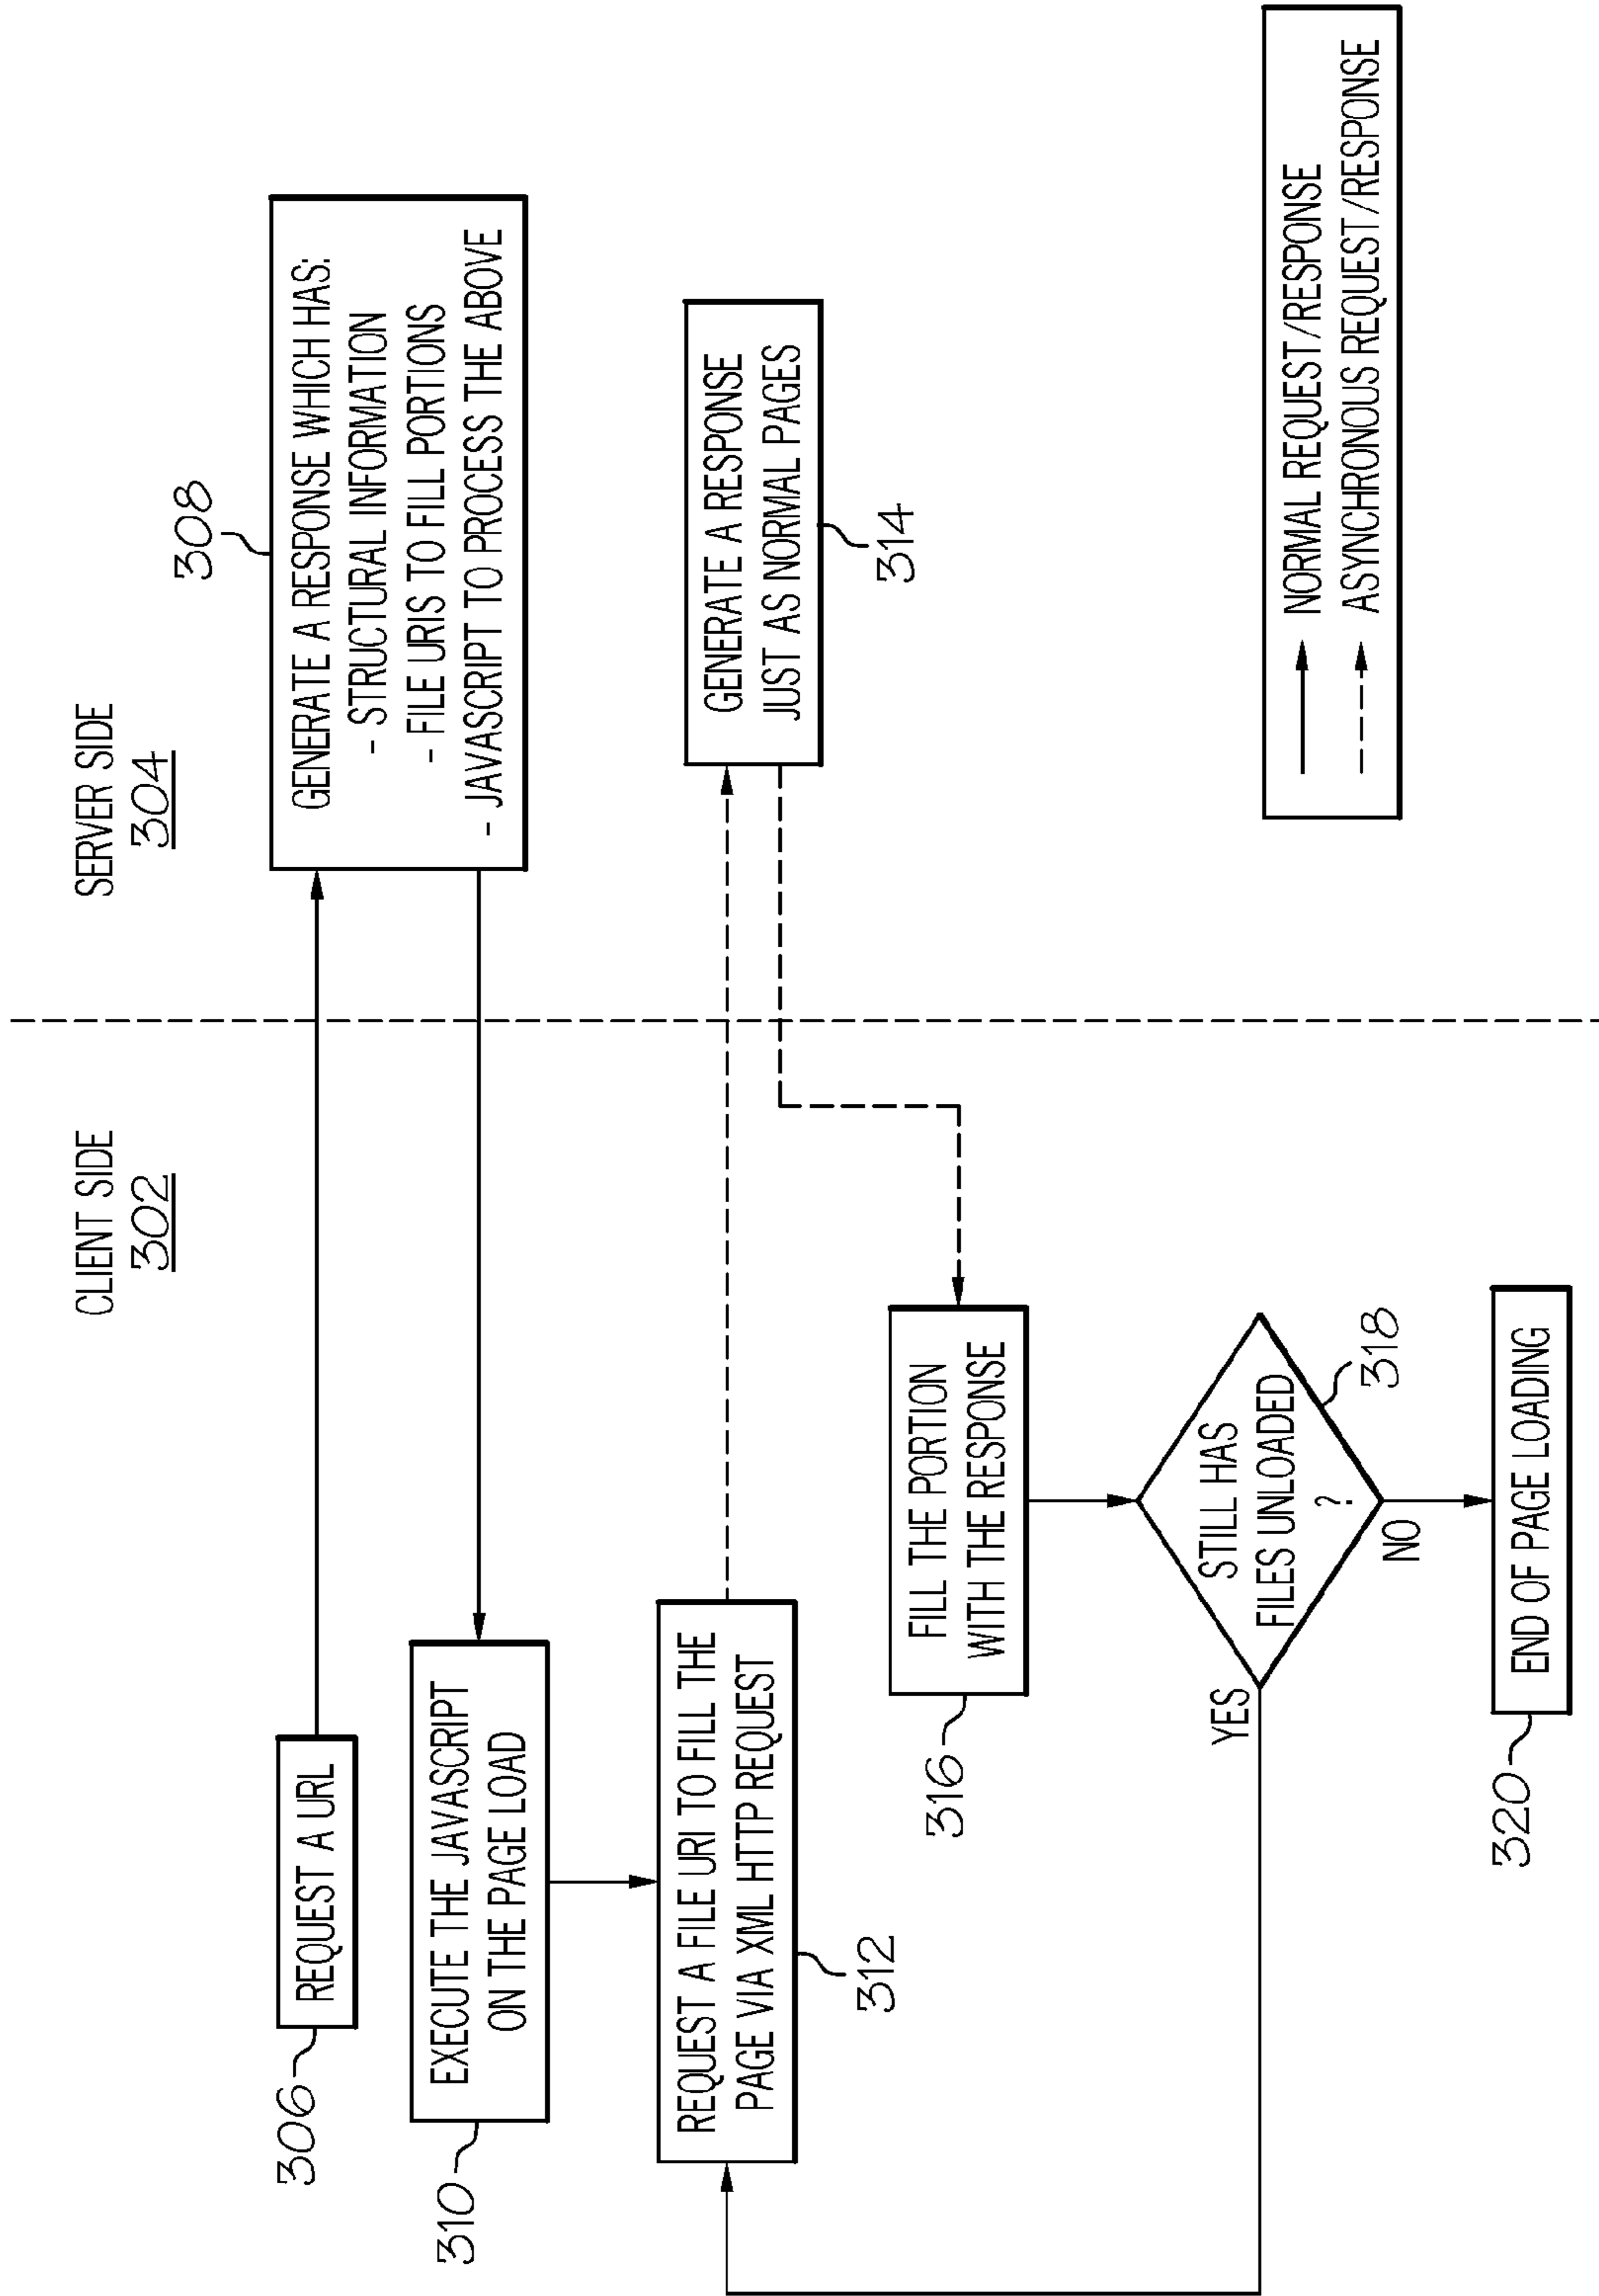 CLIENT SIDE
302
SERVER SIDE
304
306
REQUEST A URL
308
GENERATE A RESPONSE WHICH HAS:
- STRUCTURAL INFORMATION
- FILE URIS TO FILL PORTIONS
- JAVASCRIPT TO PROCESS THE ABOVE
310
EXECUTE THE JAVASCRIPT
ON THE PAGE LOAD
REQUEST A FILE URI TO FILL THE
PAGE VIA XML HTTP REQUEST
312
GENERATE A RESPONSE
JUST AS NORMAL PAGES
314
FILL THE PORTION
WITH THE RESPONSE
316
STILL HAS
FILES UNLOADED
?
318
YES
NO
END OF PAGE LOADING
320
NORMAL REQUEST/RESPONSE
ASYNCHRONOUS REQUEST/RESPONSE